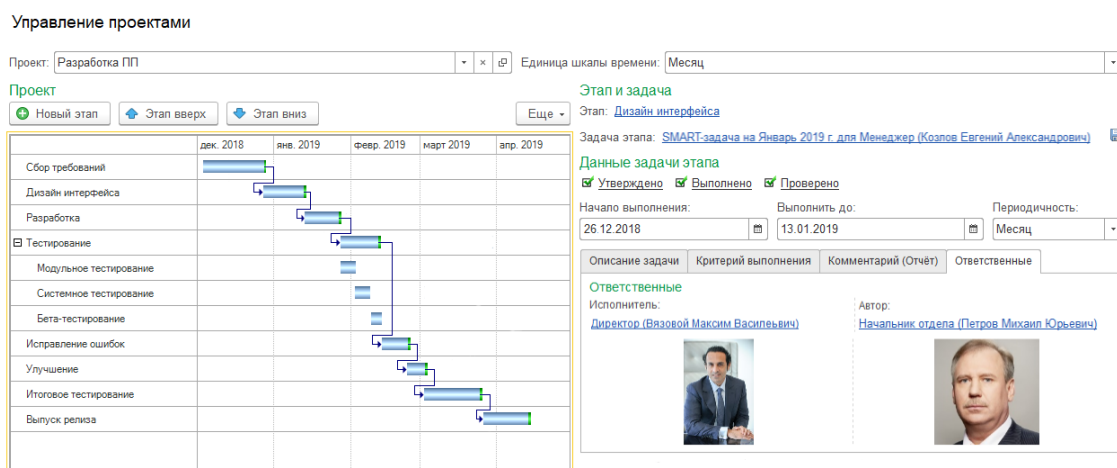 Управление проектами
Проект: Разработка ПП
Единица шкалы времени: Месяц
Проект
Новый этап Этап вверх Этап вниз Еще
дек. 2018 янв. 2019 февр. 2019 март 2019 апр. 2019
Сбор требований
Дизайн интерфейса
Разработка
Тестирование
Модульное тестирование
Системное тестирование
Бета-тестирование
Исправление ошибок
Улучшение
Итоговое тестирование
Выпуск релиза
Этап и задача
Этап: Дизайн интерфейса
Задача этапа: SMART-задача на Январь 2019 г. для Менеджер (Козлов Евгений Александрович)
Данные задачи этапа
Утверждено Выполнено Проверено
Начало выполнения: Выполнить до: Периодичность:
26.12.2018 13.01.2019 Месяц
Описание задачи Критерий выполнения Комментарий (Отчёт) Ответственные
Ответственные
Исполнитель: Автор:
Директор (Вязовой Максим Василеьвич) Начальник отдела (Петров Михаил Юрьевич)